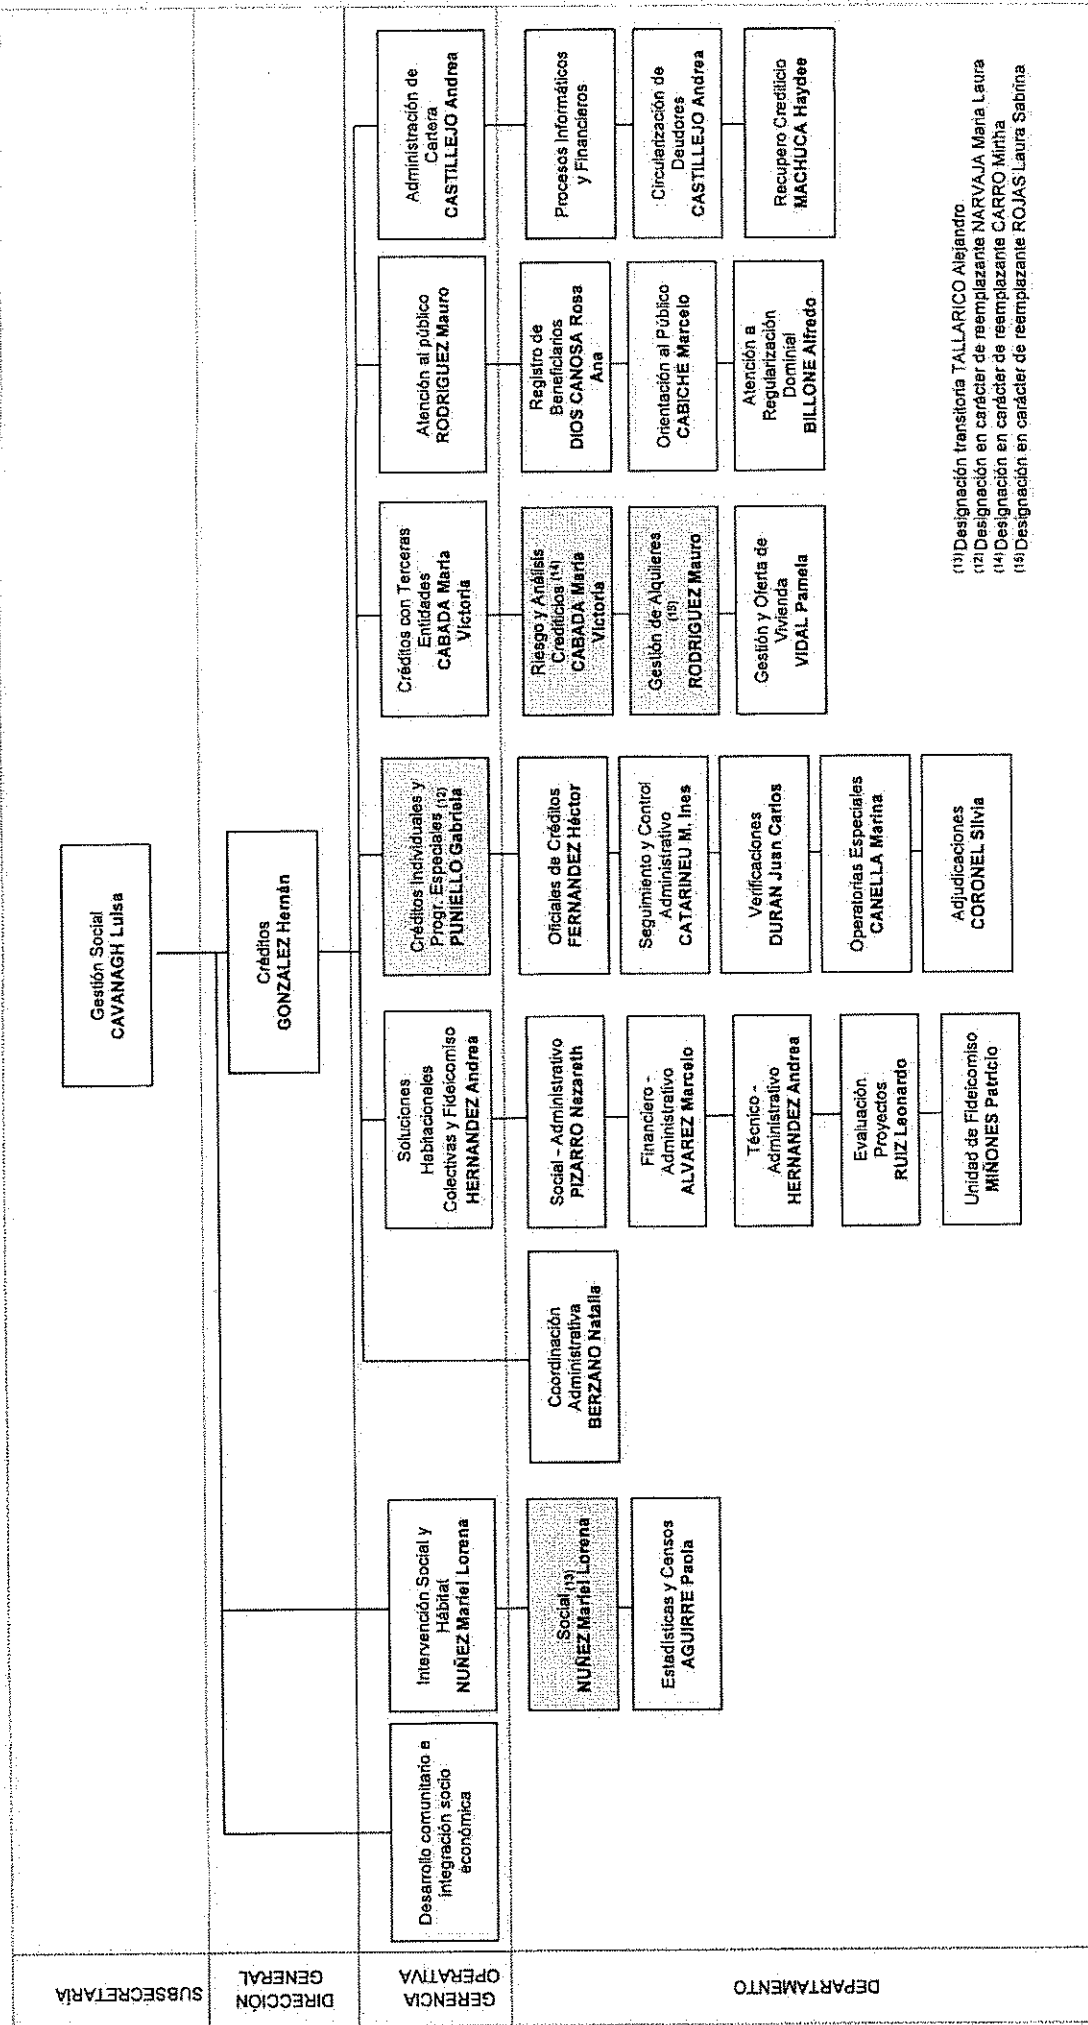 SUBSECRETARÍA
Gestión Social
CAVANAGH Luisa
DIRECCIÓN
GENERAL
Créditos
GONZALEZ Hernán
GERENCIA
OPERATIVA
Desarrollo comunitario e
integración socio
económica
Intervención Social y
Hábitat
NUÑEZ Mariel Lorena
Soluciones
Habitacionales
Colectivas y Fideicomiso
HERNANDEZ Andrea
Créditos Individuales y
Progr. Especiales (12)
PUNIELLO Gabriela
Créditos con Terceras
Entidades
CABADA María
Victoria
Atención al público
RODRIGUEZ Mauro
Administración de
Cartera
CASTILLEJO Andrea
DEPARTAMENTO
Social (13)
NUÑEZ Mariel Lorena
Estadísticas y Censos
AGUIRRE Paola
Coordinación
Administrativa
BERZANO Natalia
Social - Administrativo
PIZARRO Nazareth
Financiero -
Administrativo
ALVAREZ Marcelo
Técnico -
Administrativo
HERNANDEZ Andrea
Evaluación
Proyectos
RUIZ Leonardo
Unidad de Fideicomiso
MIÑONES Patricio
Oficiales de Créditos
FERNANDEZ Héctor
Seguimiento y Control
Administrativo
CATARINEU M. Ines
Verificaciones
DURAN Juan Carlos
Operatorias Especiales
CANELLA Marina
Adjudicaciones
CORONEL Silvia
Riesgo y Análisis
Crediticios (14)
CABADA María
Victoria
Gestión de Alquileres
(15)
RODRIGUEZ Mauro
Gestión y Oferta de
Vivienda
VIDAL Pamela
Registro de
Beneficiarios
DIOS CANOSA Rosa
Ana
Orientación al Público
CABICHE Marcelo
Atención a
Regularización
Dominial
BILLONE Alfredo
Procesos Informáticos
y Financieros
Circularización de
Deudores
CASTILLEJO Andrea
Recupero Crediticio
MACHUCA Haydee
(13) Designación transitoria TALLARICO Alejandro
(12) Designación en carácter de reemplazante NARVAJA María Laura
(14) Designación en carácter de reemplazante CARRO Mirtha
(15) Designación en carácter de reemplazante ROJAS Laura Sabrina